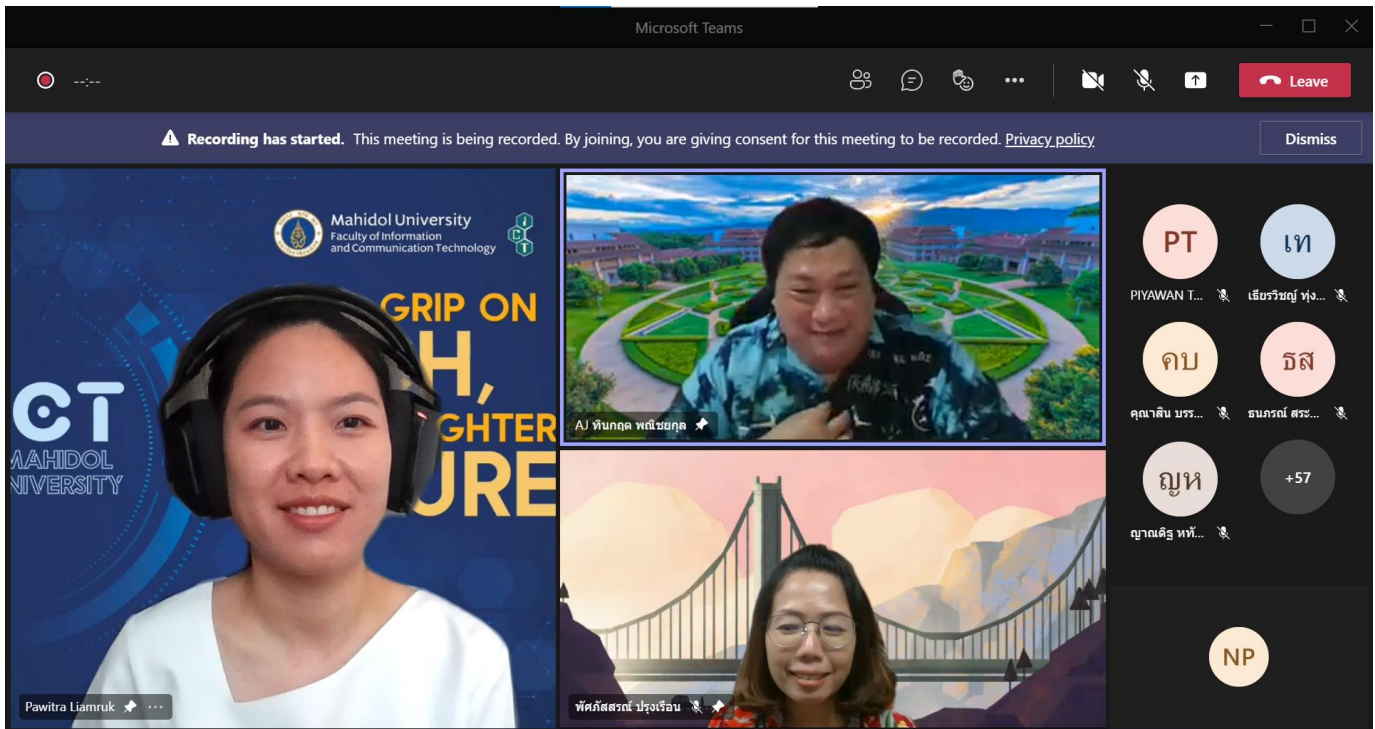 Microsoft Teams
--:--
Leave
Recording has started. This meeting is being recorded. By joining, you are giving consent for this meeting to be recorded. Privacy policy
Dismiss
Mahidol University
Faculty of Information
and Communication Technology
ICT
GRIP ON
H,
GHTER
URE
CT
MAHIDOL
NIVERSITY
Pawitra Liamruk
AJ ทินกฤต พณิชยกุล
พัศภัสสรณ์ ปรุงเรือน
PT
PIYAWAN T...
เท
เธียรวิชญ์ ทุ่ง...
คบ
คุณาสิน บรร...
ธส
ธนภรณ์ สระ...
ญห
ญาณดิฐ หทั...
+57
NP